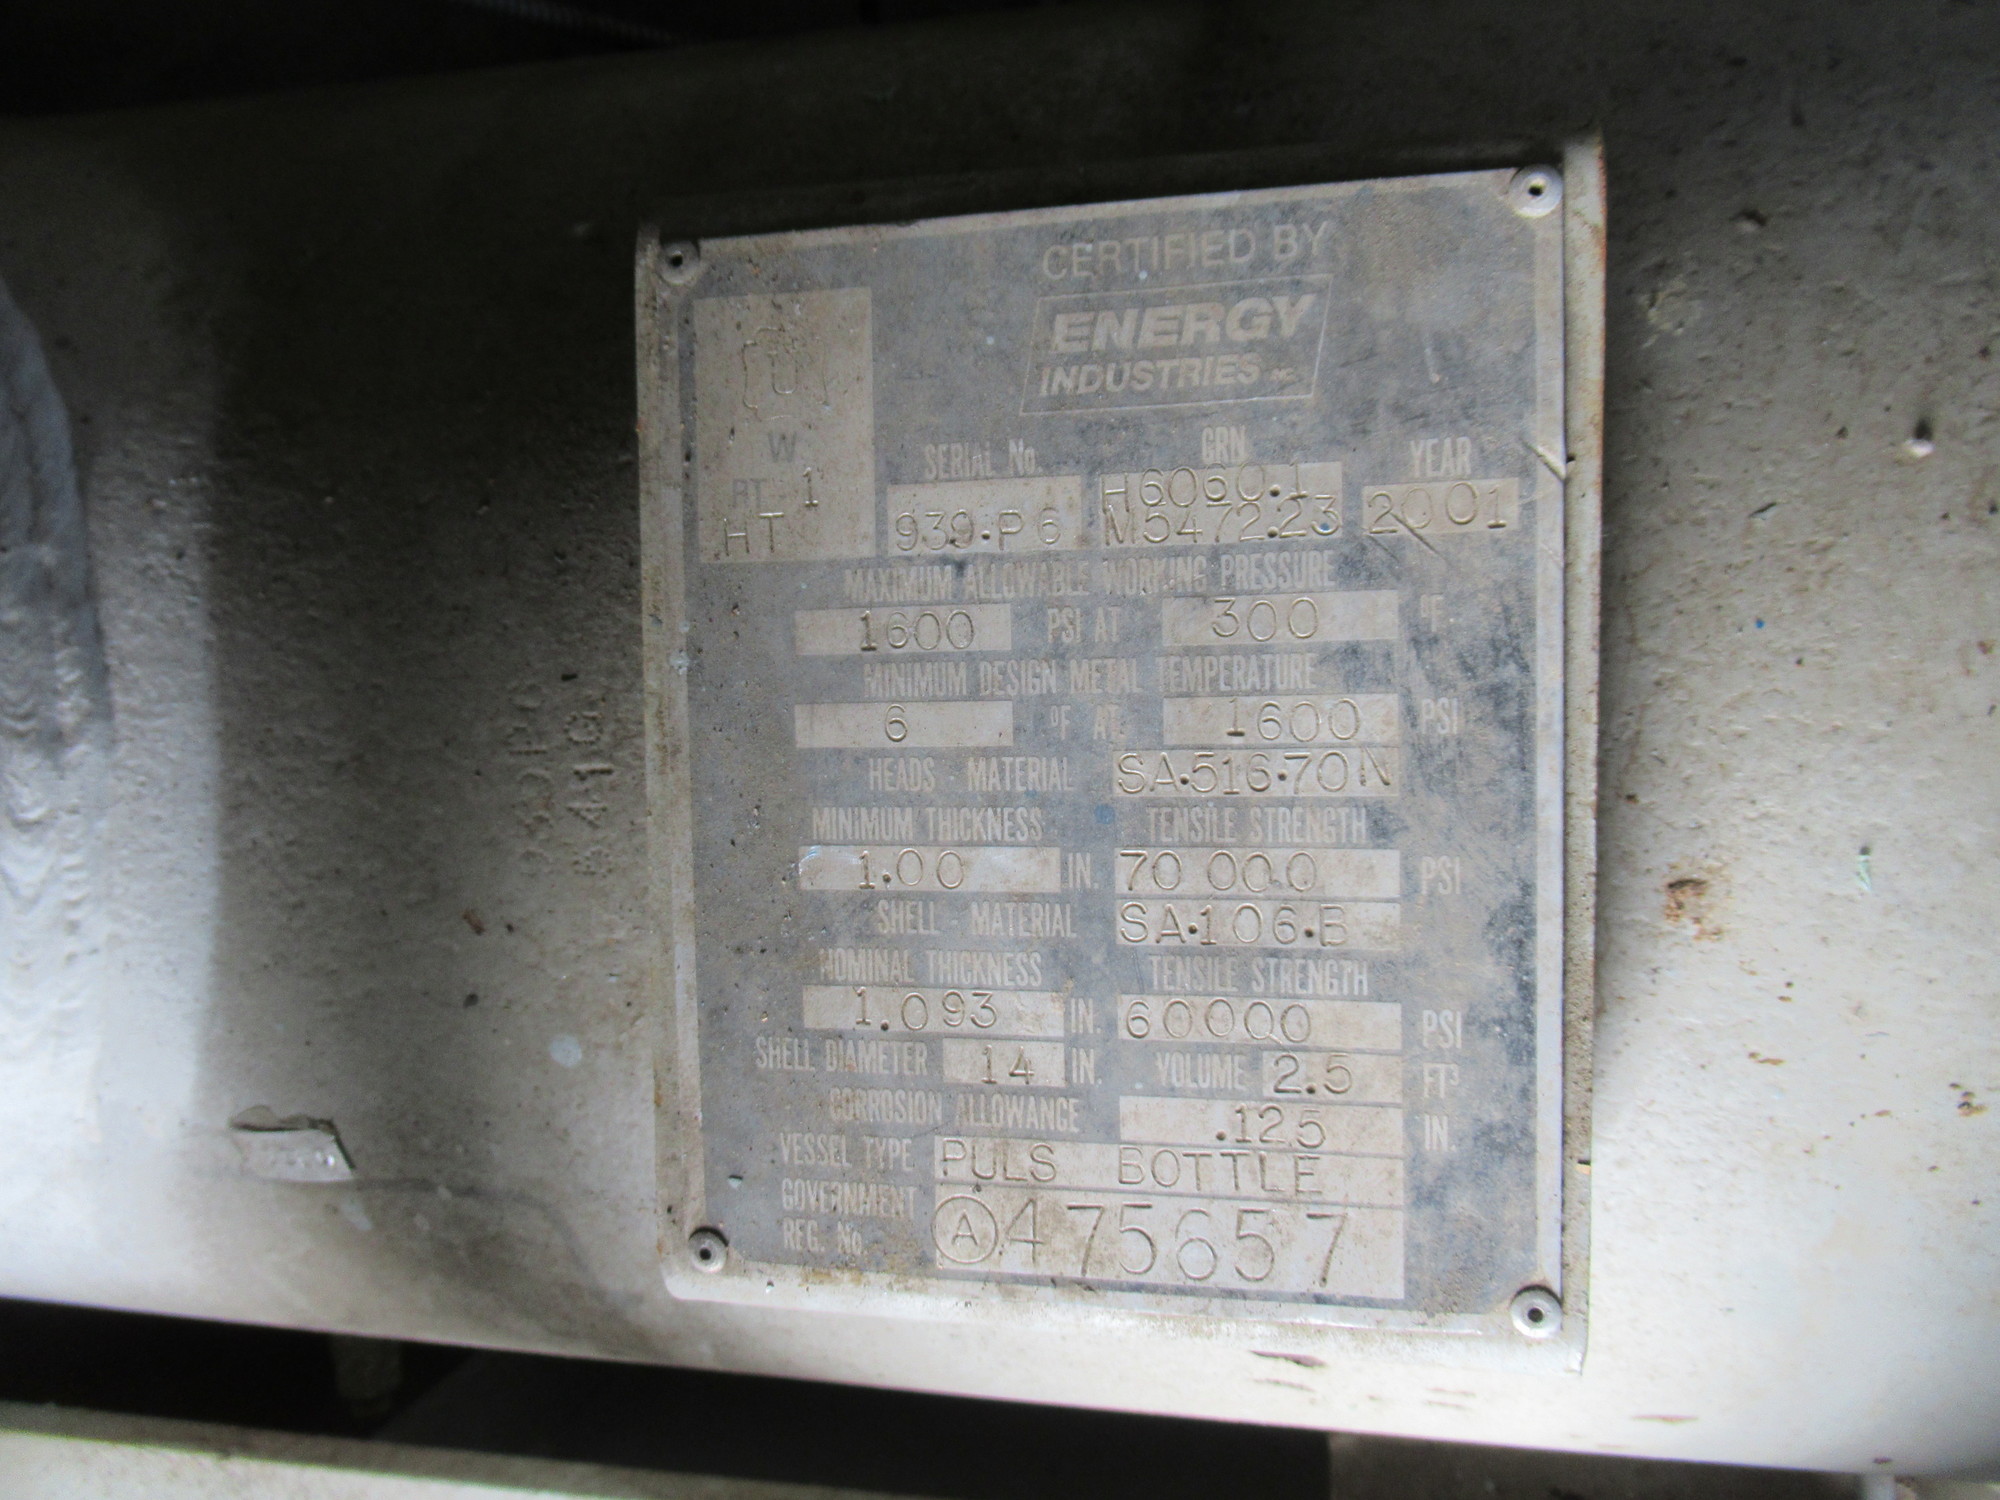 CERTIFIED BY
ENERGY
INDUSTRIES INC.
U
W
RT 1
HT
SERIAL No. GRN YEAR
939.P6 H6060.1 2001
M5472.23
MAXIMUM ALLOWABLE WORKING PRESSURE
1600 PSI AT 300 ºF
MINIMUM DESIGN METAL TEMPERATURE
6 ºF AT 1600 PSI
HEADS - MATERIAL SA.516.70N
MINIMUM THICKNESS TENSILE STRENGTH
1.00 IN. 70 000 PSI
SHELL - MATERIAL SA.106.B
NOMINAL THICKNESS TENSILE STRENGTH
1.093 IN. 60000 PSI
SHELL DIAMETER 14 IN. VOLUME 2.5 FT³
CORROSION ALLOWANCE .125 IN.
VESSEL TYPE PULS BOTTLE
GOVERNMENT
REG. No. A 475657